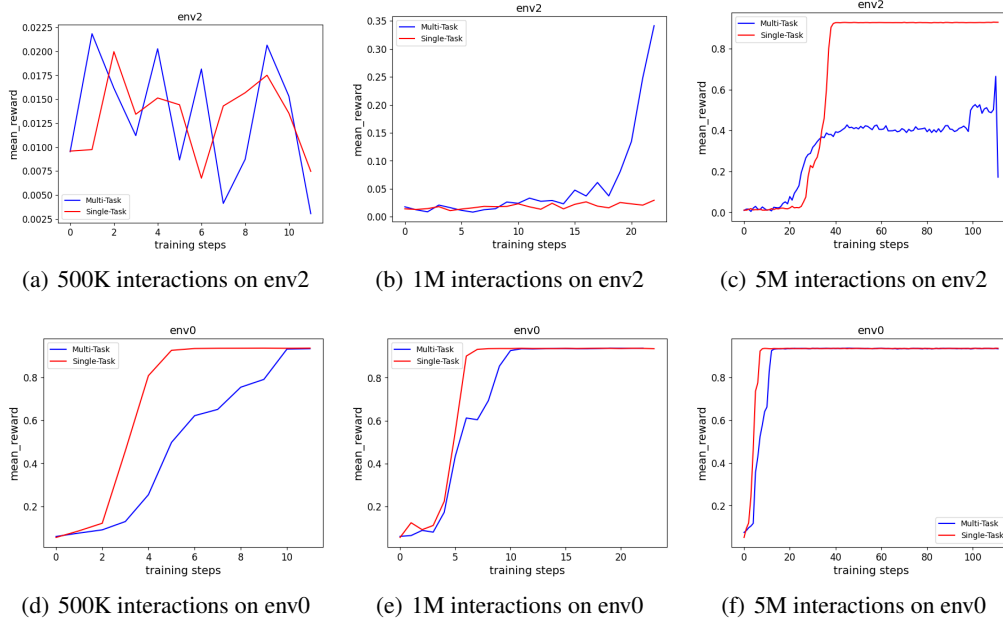 env2
0.0225
0.0200
0.0175
0.0150
0.0125
0.0100
0.0075
0.0050
0.0025
mean_reward
Multi-Task
Single-Task
0 2 4 6 8 10
training steps
(a) 500K interactions on env2
env2
0.35
0.30
0.25
0.20
0.15
0.10
0.05
0.00
mean_reward
Multi-Task
Single-Task
0 5 10 15 20
training steps
(b) 1M interactions on env2
env2
0.8
0.6
0.4
0.2
0.0
mean_reward
Multi-Task
Single-Task
0 20 40 60 80 100
training steps
(c) 5M interactions on env2
env0
0.8
0.6
0.4
0.2
mean_reward
Multi-Task
Single-Task
0 2 4 6 8 10
training steps
(d) 500K interactions on env0
env0
0.8
0.6
0.4
0.2
mean_reward
Multi-Task
Single-Task
0 5 10 15 20
training steps
(e) 1M interactions on env0
env0
0.8
0.6
0.4
0.2
mean_reward
Multi-Task
Single-Task
0 20 40 60 80 100
training steps
(f) 5M interactions on env0